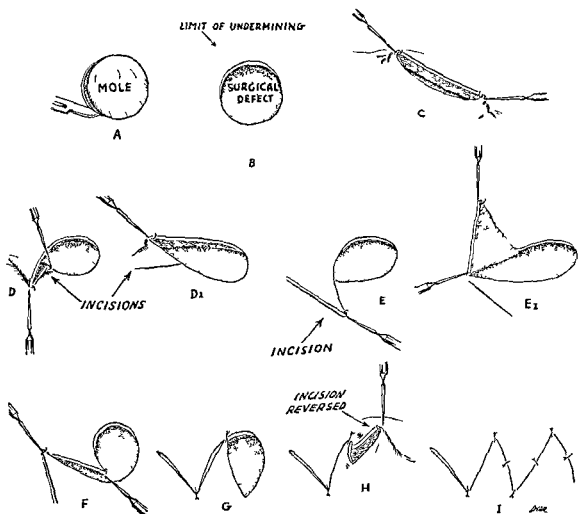 LIMIT OF UNDERMINING
MOLE
SURGICAL
DEFECT
A
B
C
D
D1
E
E1
INCISIONS
INCISION
INCISION
REVERSED
F
G
H
I